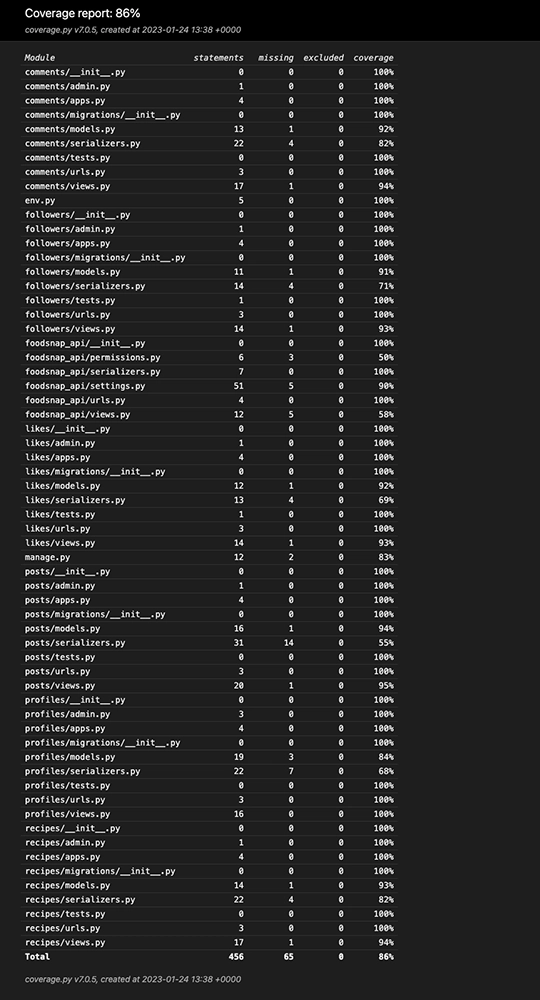 Coverage report: 86%
coverage.py v7.0.5, created at 2023-01-24 13:38 +0000
Module statements missing excluded coverage
comments/__init__.py 0 0 0 100%
comments/admin.py 1 0 0 100%
comments/apps.py 4 0 0 100%
comments/migrations/__init__.py 0 0 0 100%
comments/models.py 13 1 0 92%
comments/serializers.py 22 4 0 82%
comments/tests.py 0 0 0 100%
comments/urls.py 3 0 0 100%
comments/views.py 17 1 0 94%
env.py 5 0 0 100%
followers/__init__.py 0 0 0 100%
followers/admin.py 1 0 0 100%
followers/apps.py 4 0 0 100%
followers/migrations/__init__.py 0 0 0 100%
followers/models.py 11 1 0 91%
followers/serializers.py 14 4 0 71%
followers/tests.py 1 0 0 100%
followers/urls.py 3 0 0 100%
followers/views.py 14 1 0 93%
foodsnap_api/__init__.py 0 0 0 100%
foodsnap_api/permissions.py 6 3 0 50%
foodsnap_api/serializers.py 7 0 0 100%
foodsnap_api/settings.py 51 5 0 90%
foodsnap_api/urls.py 4 0 0 100%
foodsnap_api/views.py 12 5 0 58%
likes/__init__.py 0 0 0 100%
likes/admin.py 1 0 0 100%
likes/apps.py 4 0 0 100%
likes/migrations/__init__.py 0 0 0 100%
likes/models.py 12 1 0 92%
likes/serializers.py 13 4 0 69%
likes/tests.py 1 0 0 100%
likes/urls.py 3 0 0 100%
likes/views.py 14 1 0 93%
manage.py 12 2 0 83%
posts/__init__.py 0 0 0 100%
posts/admin.py 1 0 0 100%
posts/apps.py 4 0 0 100%
posts/migrations/__init__.py 0 0 0 100%
posts/models.py 16 1 0 94%
posts/serializers.py 31 14 0 55%
posts/tests.py 0 0 0 100%
posts/urls.py 3 0 0 100%
posts/views.py 20 1 0 95%
profiles/__init__.py 0 0 0 100%
profiles/admin.py 3 0 0 100%
profiles/apps.py 4 0 0 100%
profiles/migrations/__init__.py 0 0 0 100%
profiles/models.py 19 3 0 84%
profiles/serializers.py 22 7 0 68%
profiles/tests.py 0 0 0 100%
profiles/urls.py 3 0 0 100%
profiles/views.py 16 0 0 100%
recipes/__init__.py 0 0 0 100%
recipes/admin.py 1 0 0 100%
recipes/apps.py 4 0 0 100%
recipes/migrations/__init__.py 0 0 0 100%
recipes/models.py 14 1 0 93%
recipes/serializers.py 22 4 0 82%
recipes/tests.py 0 0 0 100%
recipes/urls.py 3 0 0 100%
recipes/views.py 17 1 0 94%
Total 456 65 0 86%
coverage.py v7.0.5, created at 2023-01-24 13:38 +0000